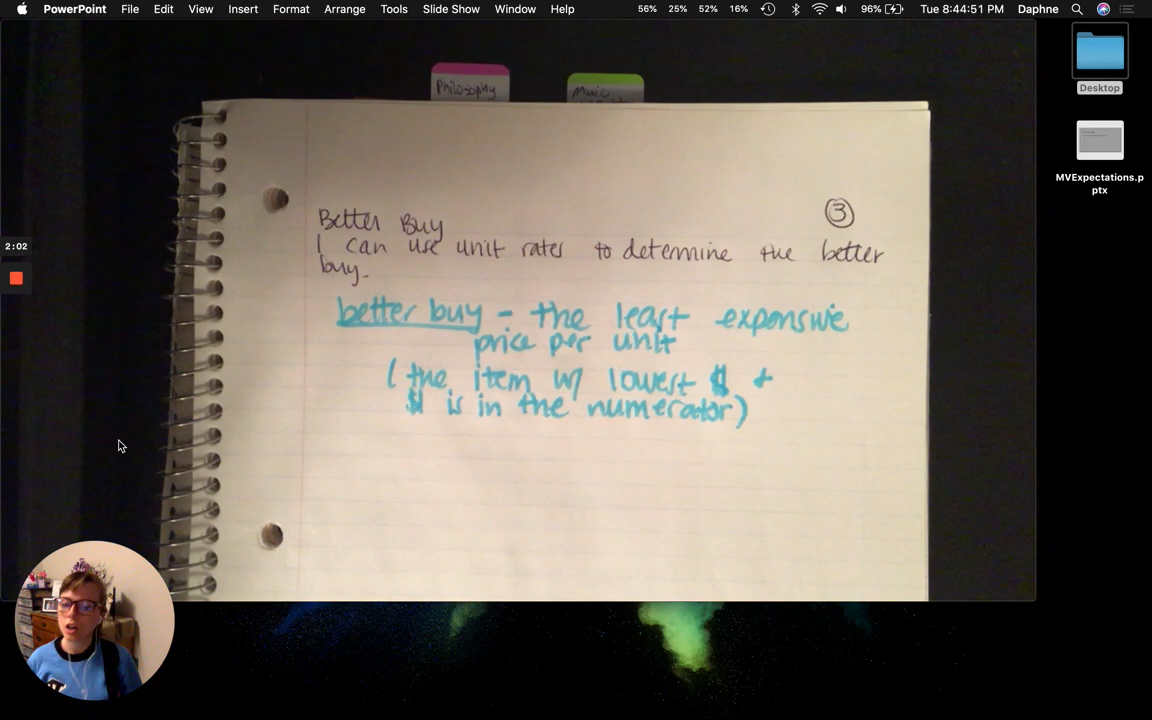 PowerPoint File Edit View Insert Format Arrange Tools Slide Show Window Help 56% 25% 52% 16% 96% Tue 8:44:51 PM Daphne
Desktop
MVExpectations.p
ptx
2:02
Philosophy
Music
3
Better Buy
I can use unit rates to determine the better
buy.
better buy - the least expensive
price per unit
(the item w/ lowest $ +
$ is in the numerator)